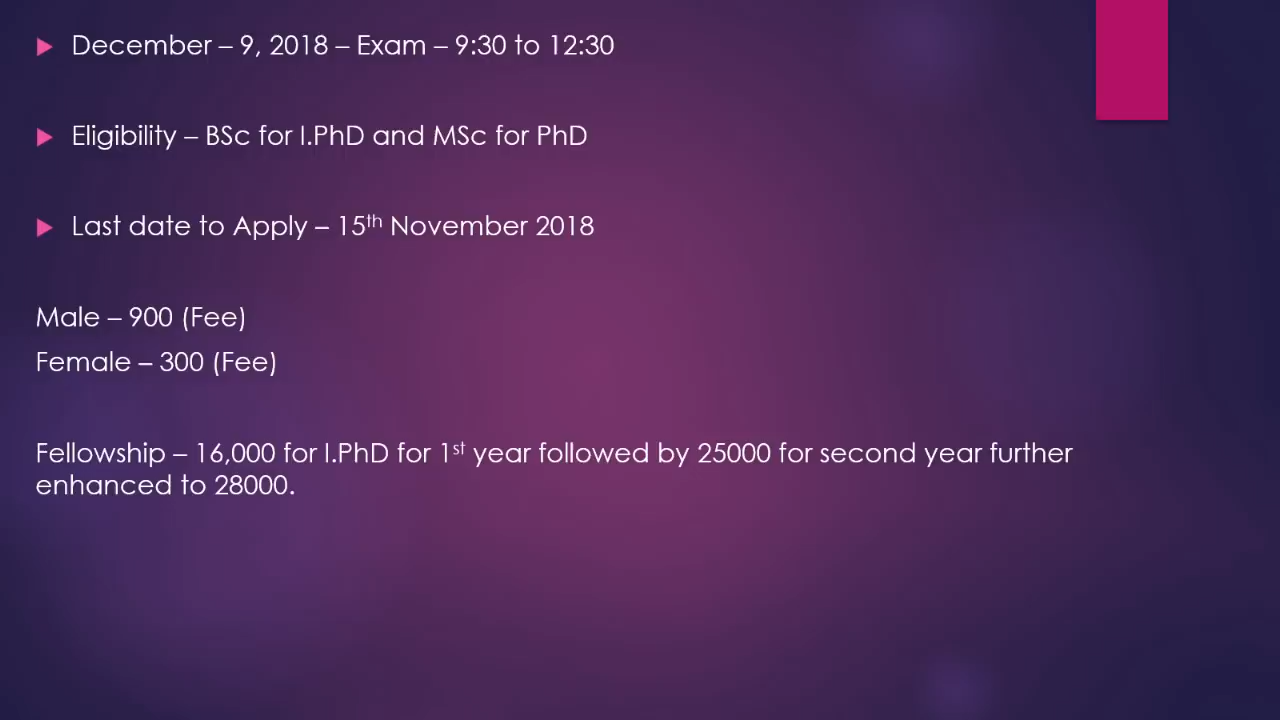 December – 9, 2018 – Exam – 9:30 to 12:30
Eligibility – BSc for I.PhD and MSc for PhD
Last date to Apply – 15th November 2018
Male – 900 (Fee)
Female – 300 (Fee)
Fellowship – 16,000 for I.PhD for 1st year followed by 25000 for second year further
enhanced to 28000.